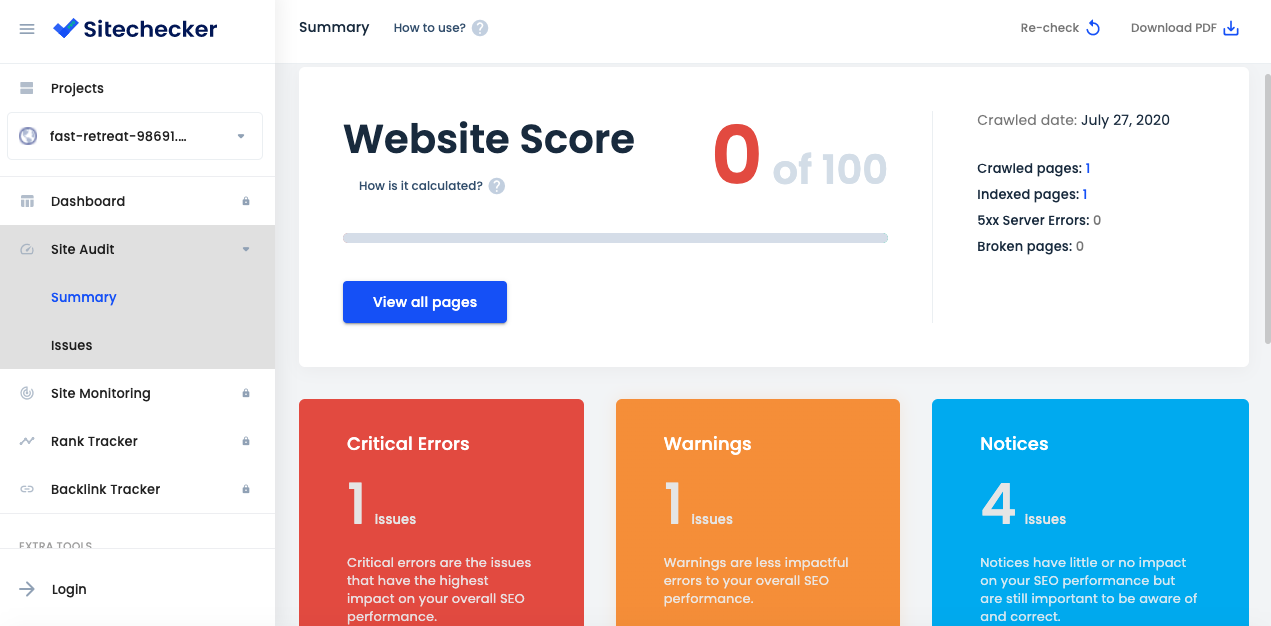 Sitechecker
Summary
How to use? ?
Re-check
Download PDF
Projects
fast-retreat-98691....
Dashboard
Site Audit
Summary
Issues
Site Monitoring
Rank Tracker
Backlink Tracker
EXTRA TOOLS
Login
Website Score
0 of 100
How is it calculated? ?
View all pages
Crawled date: July 27, 2020
Crawled pages: 1
Indexed pages: 1
5xx Server Errors: 0
Broken pages: 0
Critical Errors
1 Issues
Critical errors are the issues
that have the highest
impact on your overall SEO
performance.
Warnings
1 Issues
Warnings are less impactful
errors to your overall SEO
performance.
Notices
4 Issues
Notices have little or no impact
on your SEO performance but
are still important to be aware of
and correct.